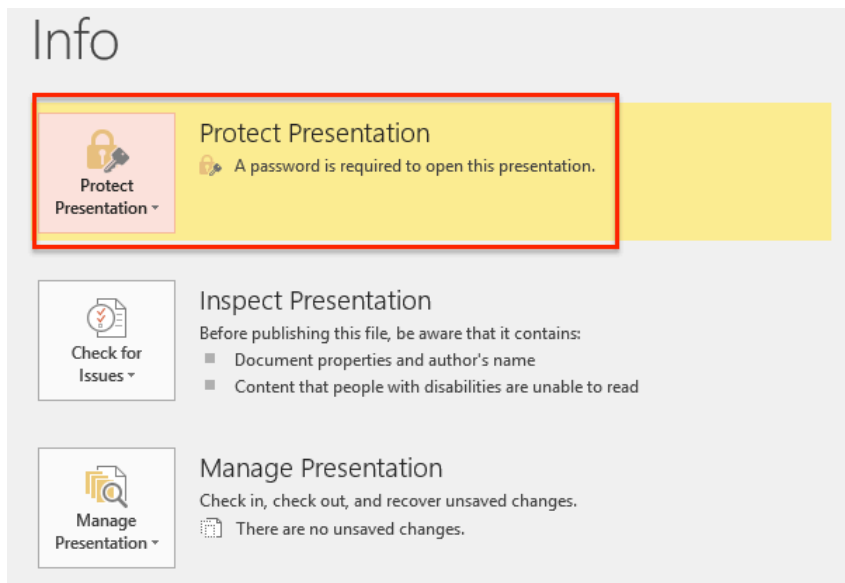 Info
Protect Presentation
A password is required to open this presentation.
Protect
Presentation
Inspect Presentation
Before publishing this file, be aware that it contains:
Document properties and author's name
Content that people with disabilities are unable to read
Check for
Issues
Manage Presentation
Check in, check out, and recover unsaved changes.
There are no unsaved changes.
Manage
Presentation